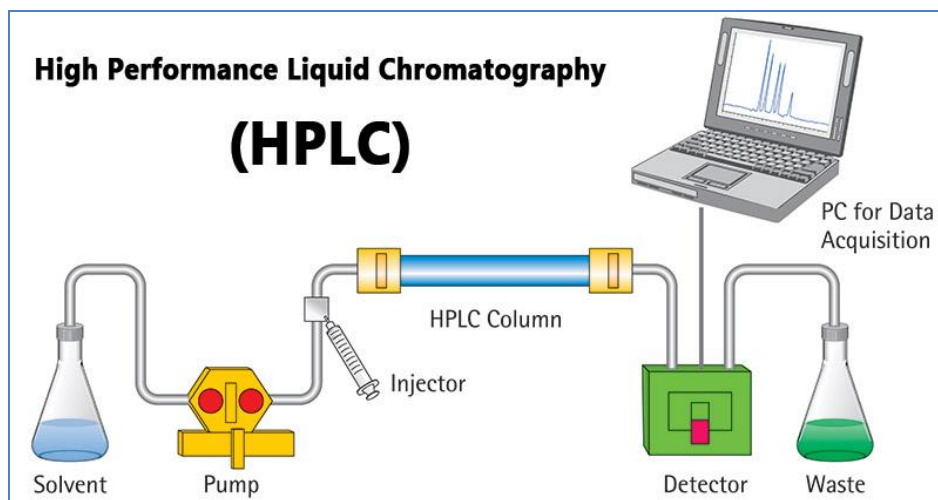 High Performance Liquid Chromatography
(HPLC)
PC for Data
Acquisition
HPLC Column
Injector
Solvent
Pump
Detector
Waste